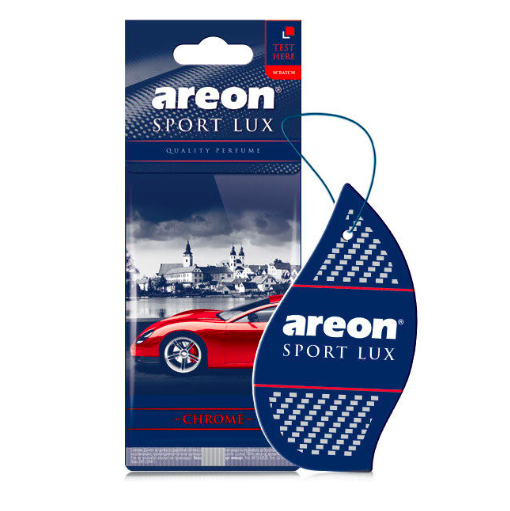 TEST
HERE
SCRATCH
areon®
SPORT LUX
QUALITY PERFUME
- CHROME -
areon®
SPORT LUX